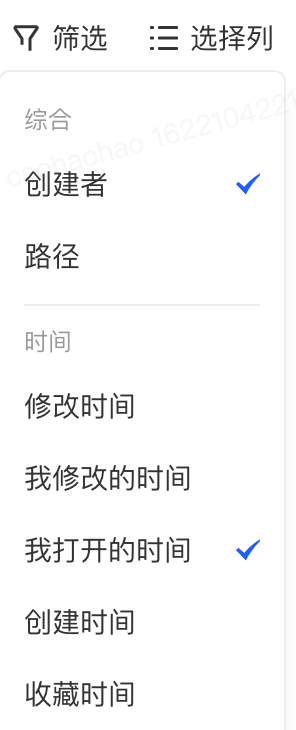 筛选 选择列
综合
caohaohao 1622104221
创建者
路径
时间
修改时间
我修改的时间
我打开的时间
创建时间
收藏时间